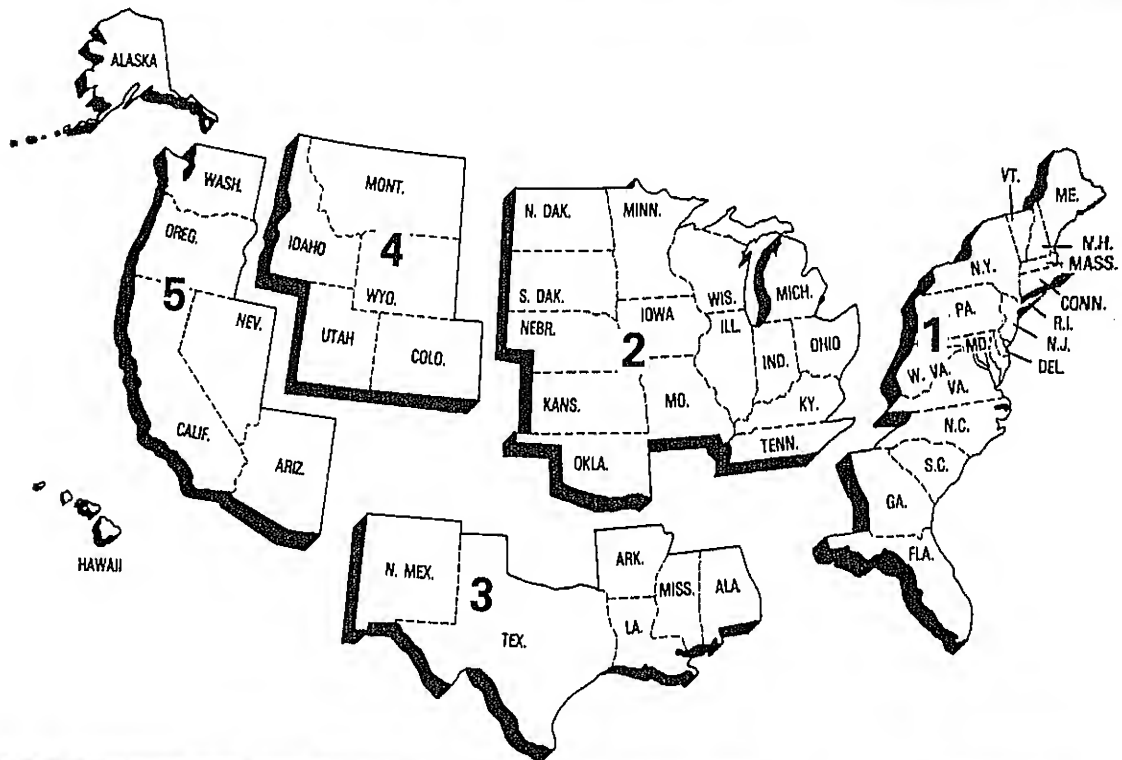 ALASKA
WASH.
OREG.
5
NEV.
CALIF.
ARIZ.
HAWAII
MONT.
IDAHO
4
WYO.
UTAH
COLO.
N. DAK.
MINN.
S. DAK.
WIS.
MICH.
NEBR.
IOWA
ILL.
2
IND.
OHIO
KANS.
MO.
KY.
OKLA.
TENN.
N. MEX.
3
TEX.
ARK.
LA.
MISS.
ALA.
VT.
ME.
N.H.
MASS.
N.Y.
CONN.
R.I.
PA.
N.J.
1
MD.
DEL.
W. VA.
VA.
N.C.
S.C.
GA.
FLA.